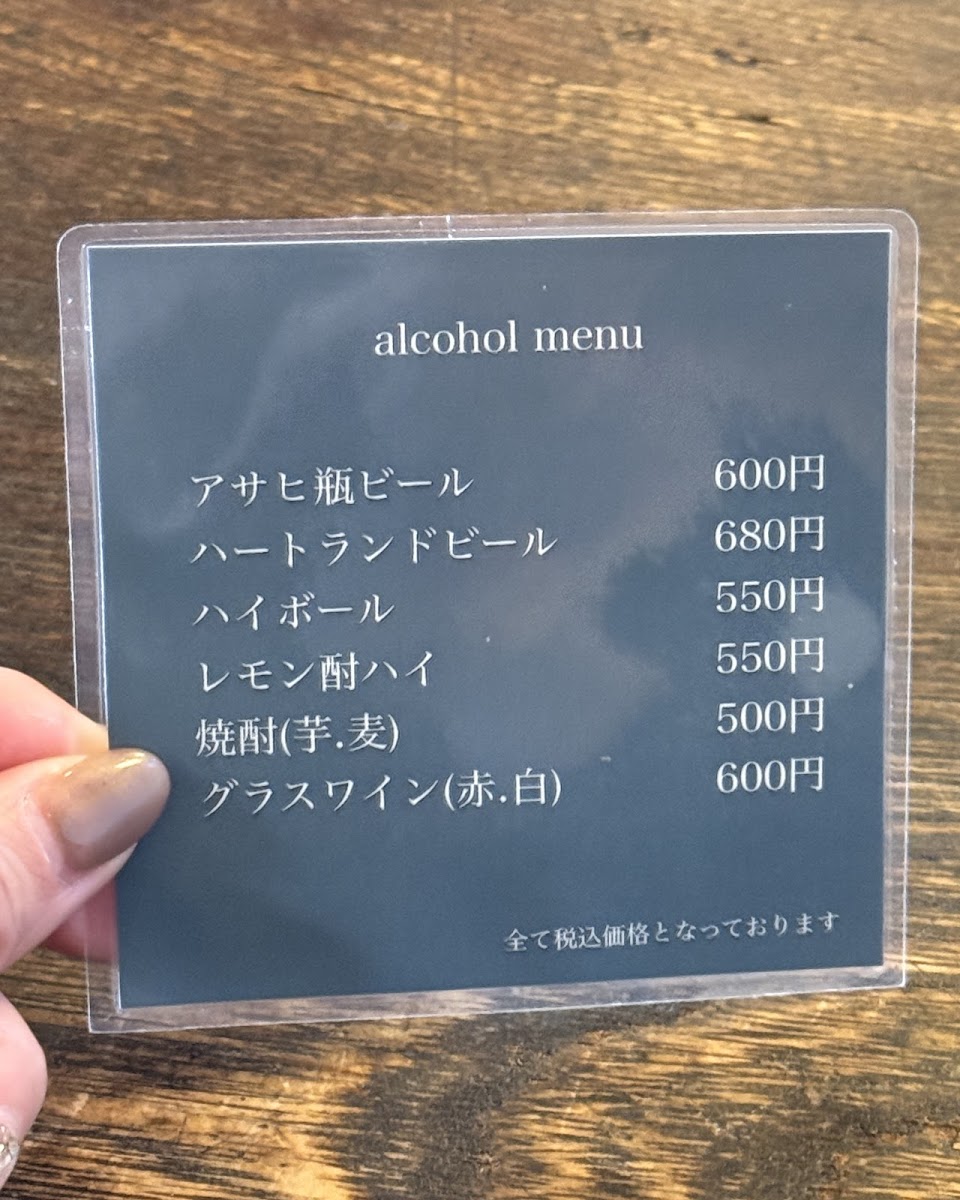 alcohol menu
アサヒ瓶ビール 600円
ハートランドビール 680円
ハイボール 550円
レモン酎ハイ 550円
焼酎(芋.麦) 500円
グラスワイン(赤.白) 600円
全て税込価格となっております